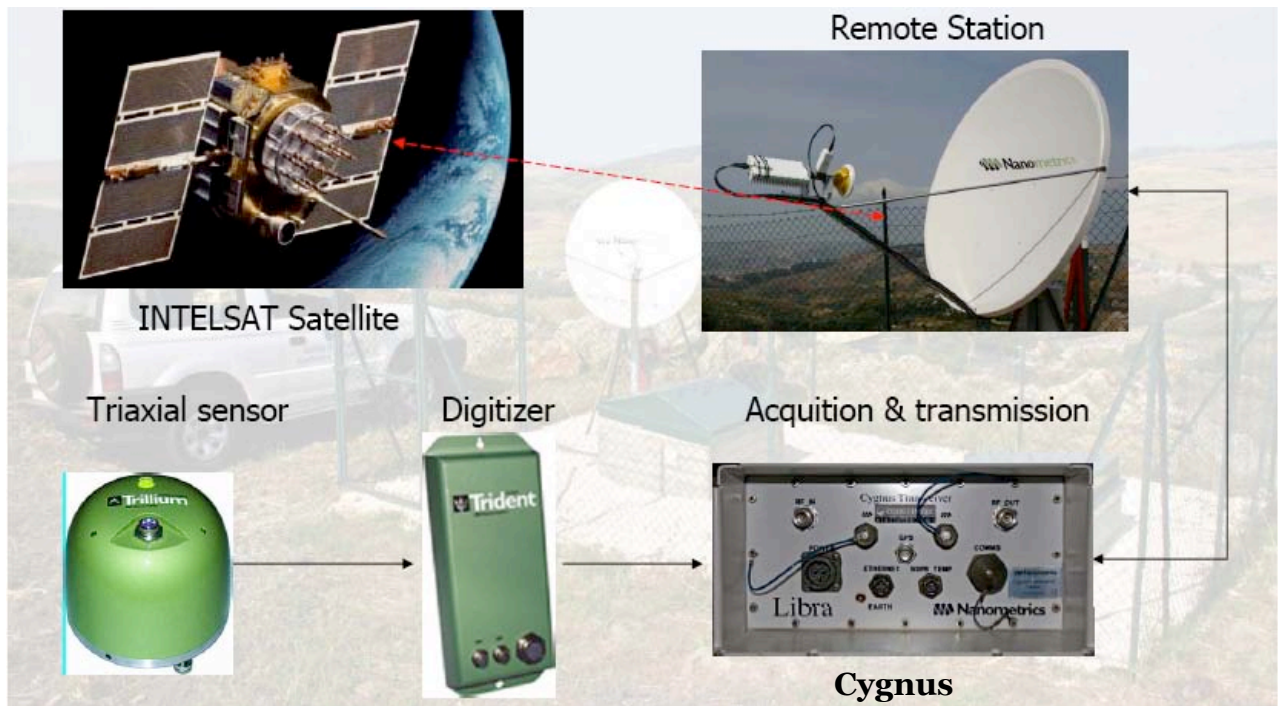 Remote Station
Nanometrics
INTELSAT Satellite
Triaxial sensor
Digitizer
Acquition & transmission
Trillium
Trident
Cygnus Transceiver
RF IN
RF OUT
GPS
POWER
COMMS
ETHERNET
EARTH
Libra
Nanometrics
Cygnus